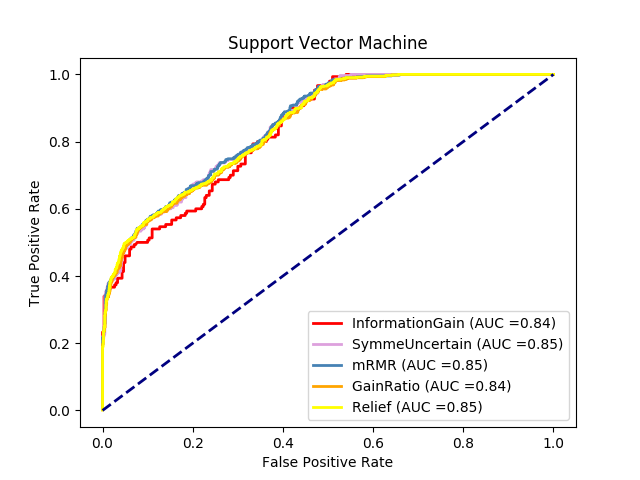 Support Vector Machine
True Positive Rate
1.0
0.8
0.6
0.4
0.2
0.0
InformationGain (AUC =0.84)
SymmeUncertain (AUC =0.85)
mRMR (AUC =0.85)
GainRatio (AUC =0.84)
Relief (AUC =0.85)
0.0 0.2 0.4 0.6 0.8 1.0
False Positive Rate